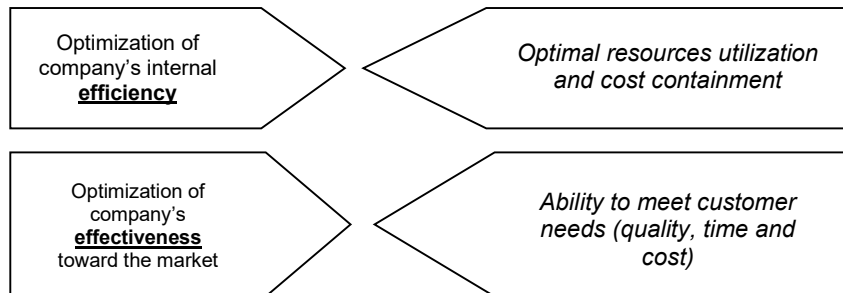 Optimization of
company's internal
efficiency
Optimal resources utilization
and cost containment
Optimization of
company's
effectiveness
toward the market
Ability to meet customer
needs (quality, time and
cost)